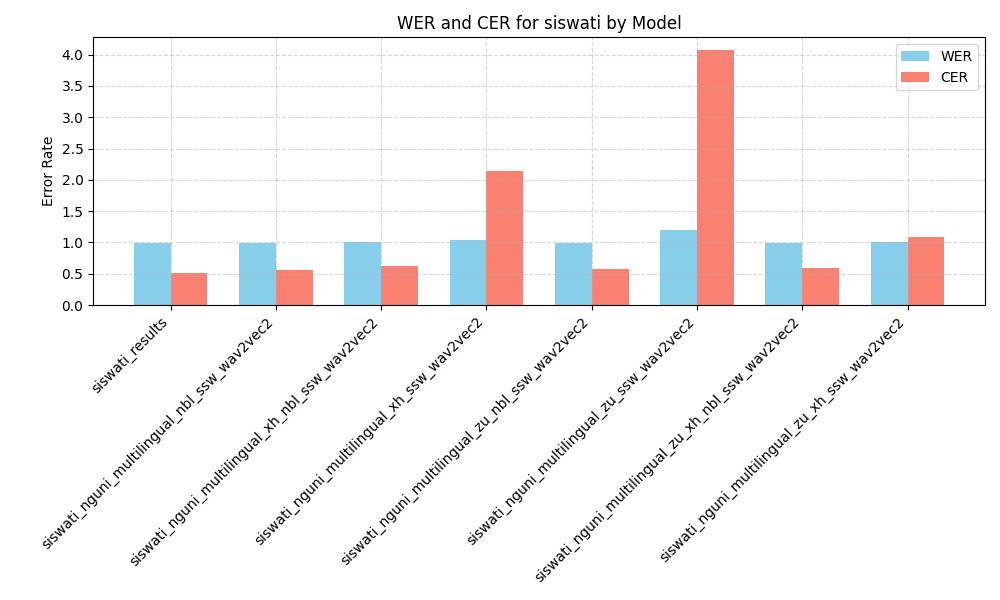 WER and CER for siswati by Model
WER
CER
Error Rate
4.0
3.5
3.0
2.5
2.0
1.5
1.0
0.5
0.0
siswati_results
siswati_nguni_multilingual_nbl_ssw_wav2vec2
siswati_nguni_multilingual_xh_nbl_ssw_wav2vec2
siswati_nguni_multilingual_xh_ssw_wav2vec2
siswati_nguni_multilingual_zu_nbl_ssw_wav2vec2
siswati_nguni_multilingual_zu_ssw_wav2vec2
siswati_nguni_multilingual_zu_xh_nbl_ssw_wav2vec2
siswati_nguni_multilingual_zu_xh_ssw_wav2vec2